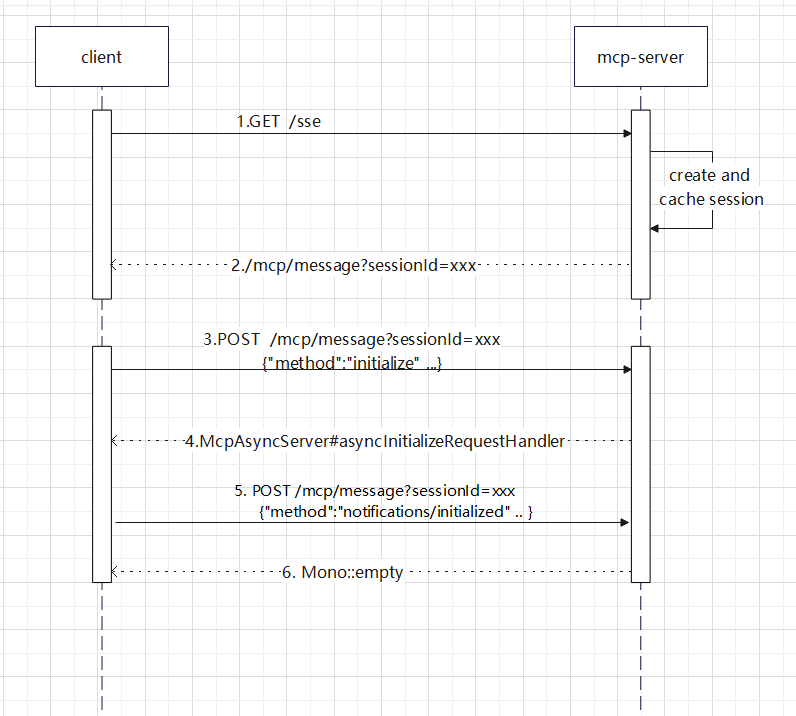 client
mcp-server
1.GET /sse
create and
cache session
2./mcp/message?sessionId=xxx
3.POST /mcp/message?sessionId=xxx
{"method":"initialize" ...}
4.McpAsyncServer#asyncInitializeRequestHandler
5. POST /mcp/message?sessionId=xxx
{"method":"notifications/initialized" .. }
6. Mono::empty